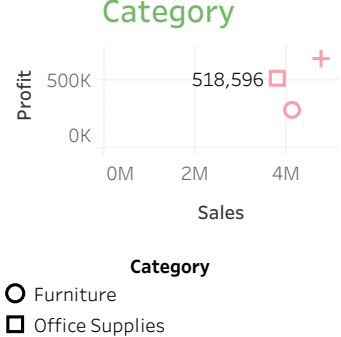 Category
Profit
500K
518,596
0K
0M 2M 4M
Sales
Category
Furniture
Office Supplies